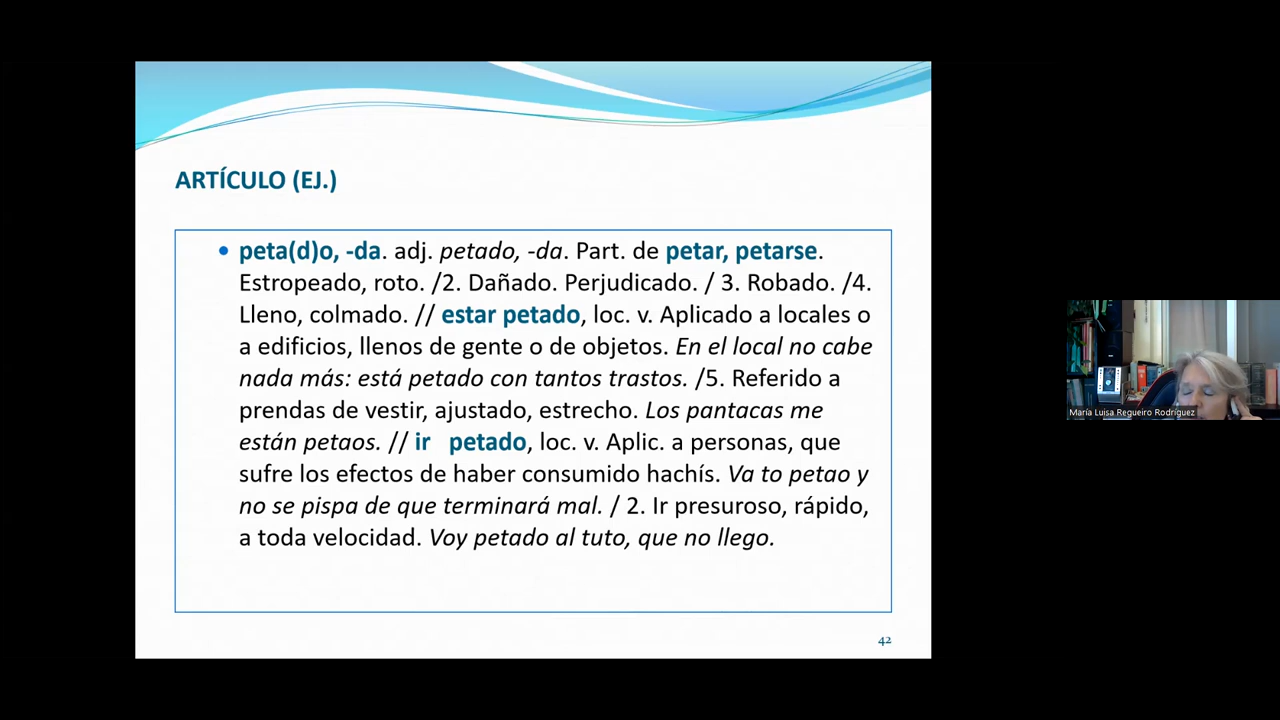 ARTÍCULO (EJ.)
• peta(d)o, -da. adj. petado, -da. Part. de petar, petarse.
Estropeado, roto. /2. Dañado. Perjudicado. / 3. Robado. /4.
Lleno, colmado. // estar petado, loc. v. Aplicado a locales o
a edificios, llenos de gente o de objetos. En el local no cabe
nada más: está petado con tantos trastos. /5. Referido a
prendas de vestir, ajustado, estrecho. Los pantacas me
están petaos. // ir petado, loc. v. Aplic. a personas, que
sufre los efectos de haber consumido hachís. Va to petao y
no se pispa de que terminará mal. / 2. Ir presuroso, rápido,
a toda velocidad. Voy petado al tuto, que no llego.
42
María Luisa Regueiro Rodríguez